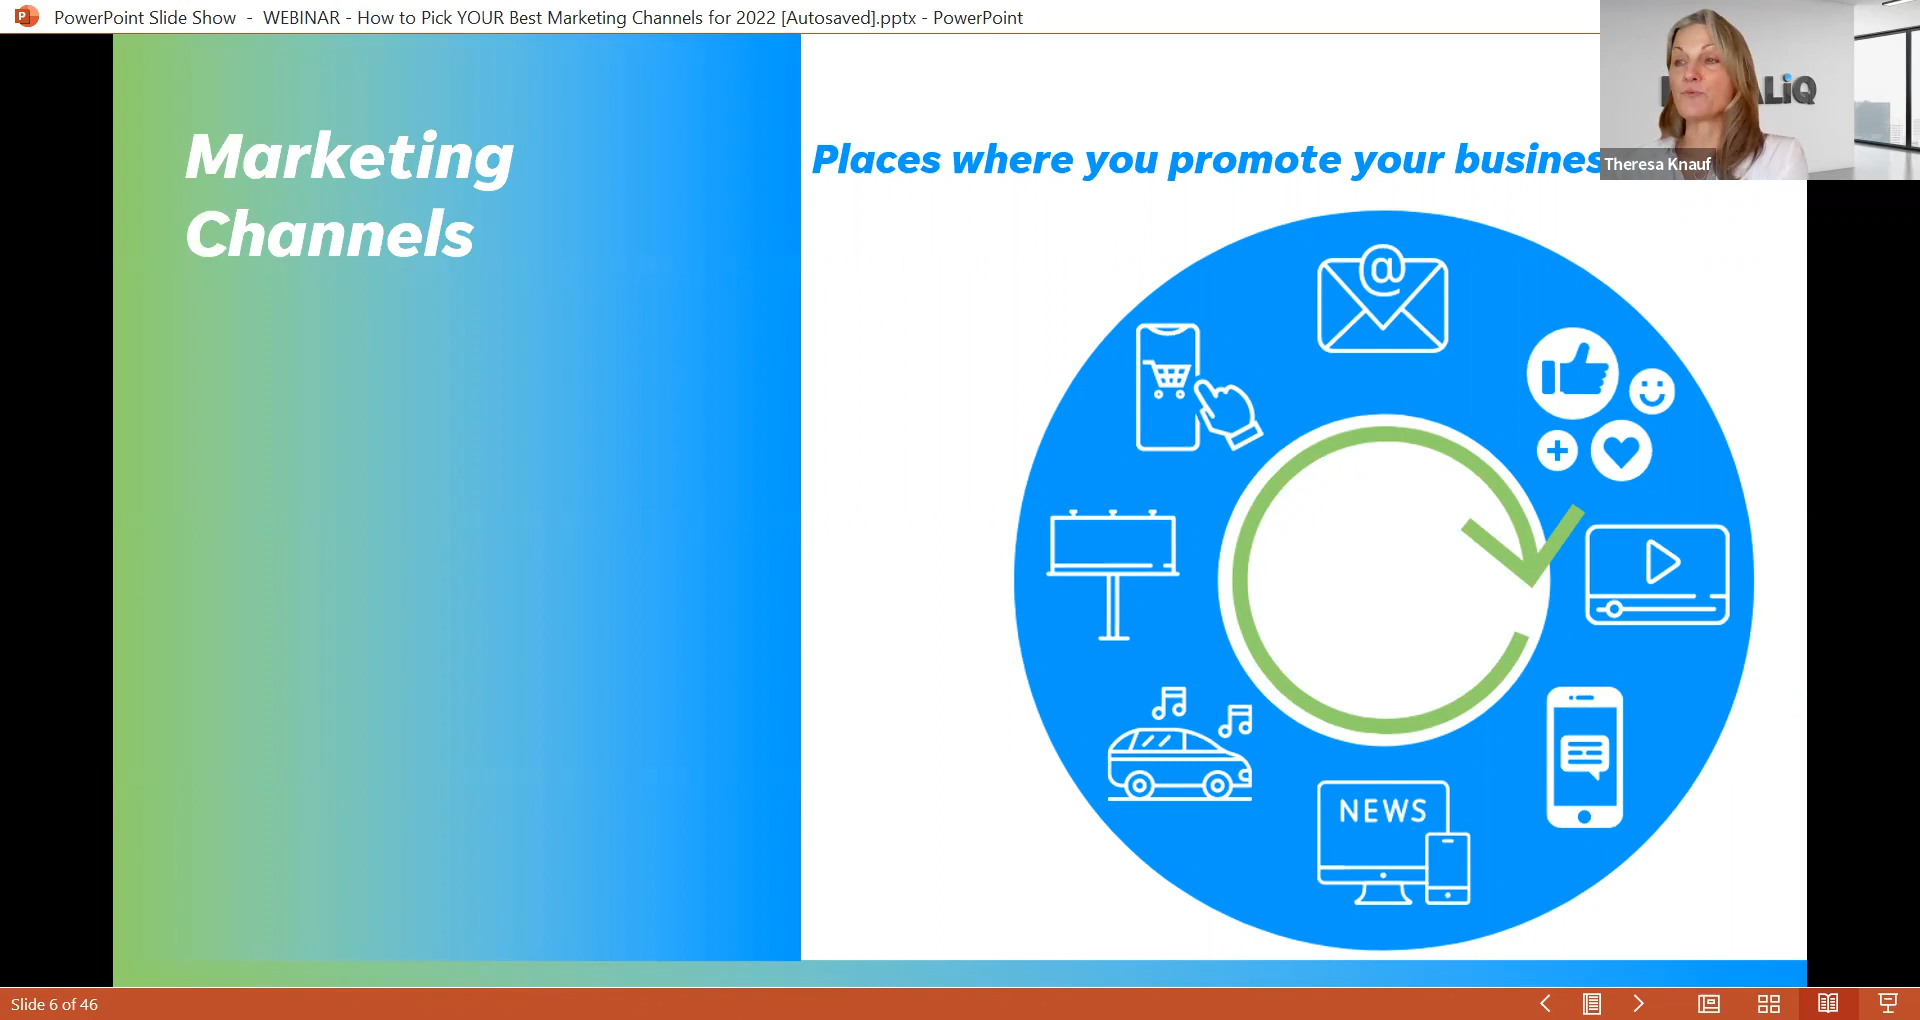 PowerPoint Slide Show - WEBINAR - How to Pick YOUR Best Marketing Channels for 2022 [Autosaved].pptx - PowerPoint
LiQ
Theresa Knauf
Marketing
Channels
Places where you promote your busines
@
NEWS
Slide 6 of 46